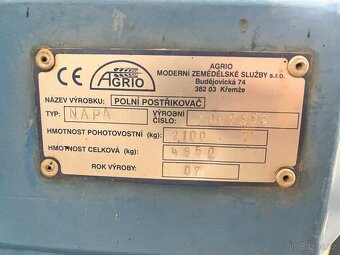 CE AGRIO
AGRIO
MODERNÍ ZEMĚDĚLSKÉ SLUŽBY s.r.o.
Budějovická 74
382 03 Křemže
NÁZEV VÝROBKU: POLNÍ POSTŘIKOVAČ
TYP: NAPA
VÝROBNÍ
ČÍSLO:
HMOTNOST POHOTOVOSTNÍ (kg): 2100
HMOTNOST CELKOVÁ (kg): 4850
ROK VÝROBY: 07